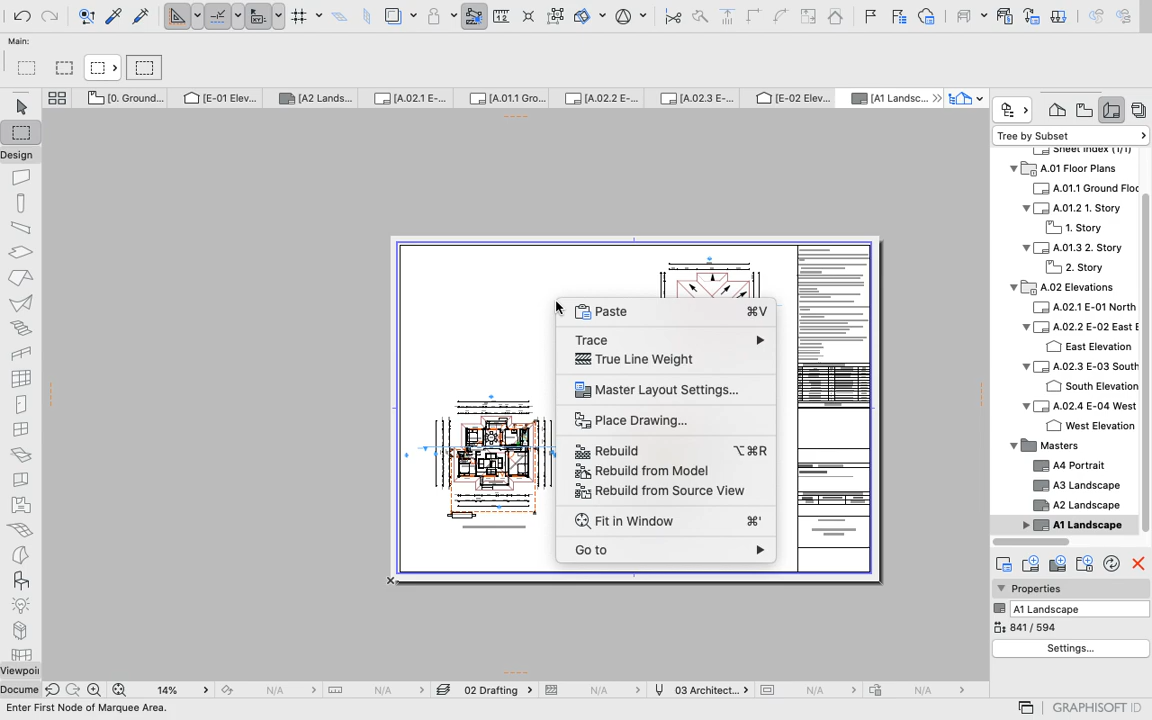 Main:
[0. Ground...
[E-01 Elev...
[A2 Lands...
[A.02.1 E-...
[A.01.1 Gro...
[A.02.2 E-...
[A.02.3 E-...
[E-02 Elev...
[A1 Landsc...
Design
Tree by Subset
Sheet Index (1/1)
A.01 Floor Plans
A.01.1 Ground Floo
A.01.2 1. Story
1. Story
A.01.3 2. Story
2. Story
A.02 Elevations
A.02.1 E-01 North
A.02.2 E-02 East E
East Elevation
A.02.3 E-03 South
South Elevation
A.02.4 E-04 West
West Elevation
Masters
A4 Portrait
A3 Landscape
A2 Landscape
A1 Landscape
Paste ⌘V
Trace
True Line Weight
Master Layout Settings...
Place Drawing...
Rebuild ⌥⌘R
Rebuild from Model
Rebuild from Source View
Fit in Window ⌘'
Go to
Properties
A1 Landscape
841 / 594
Settings...
Viewpoi
Docume
14%
N/A
N/A
02 Drafting
N/A
03 Architect...
N/A
N/A
Enter First Node of Marquee Area.
GRAPHISOFT ID